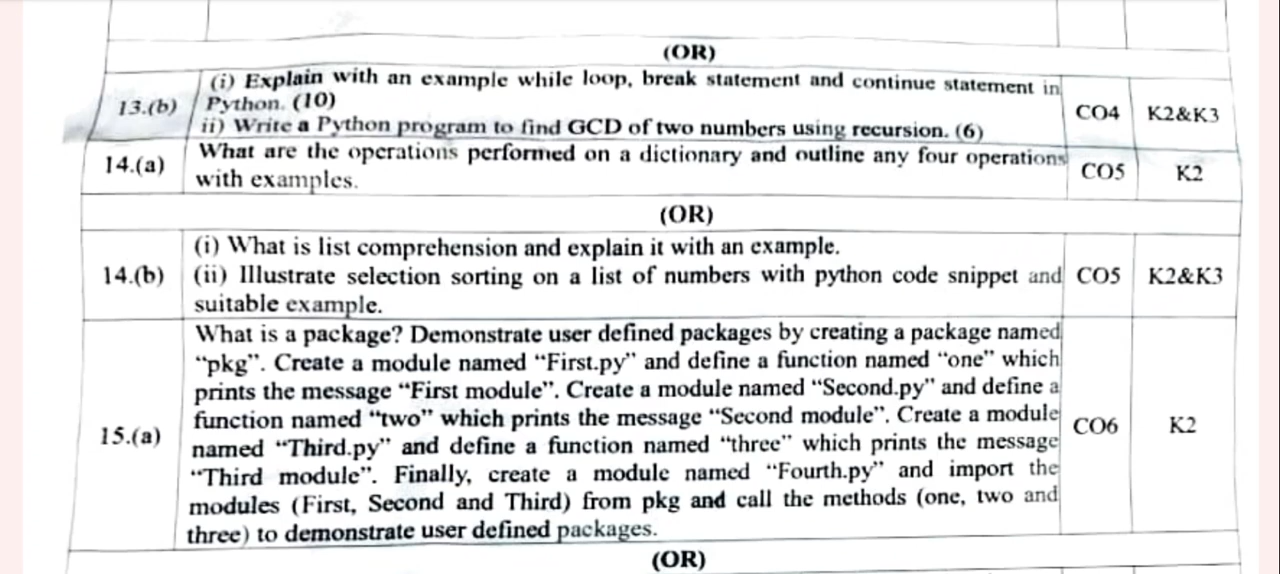 (OR)
13.(b)
(i) Explain with an example while loop, break statement and continue statement in
Python. (10)
ii) Write a Python program to find GCD of two numbers using recursion. (6)
CO4
K2&K3
14.(a)
What are the operations performed on a dictionary and outline any four operations
with examples.
CO5
K2
(OR)
14.(b)
(i) What is list comprehension and explain it with an example.
(ii) Illustrate selection sorting on a list of numbers with python code snippet and
suitable example.
CO5
K2&K3
15.(a)
What is a package? Demonstrate user defined packages by creating a package named
“pkg”. Create a module named “First.py” and define a function named “one” which
prints the message “First module”. Create a module named “Second.py” and define a
function named “two” which prints the message “Second module”. Create a module
named “Third.py” and define a function named “three” which prints the message
“Third module”. Finally, create a module named “Fourth.py” and import the
modules (First, Second and Third) from pkg and call the methods (one, two and
three) to demonstrate user defined packages.
CO6
K2
(OR)